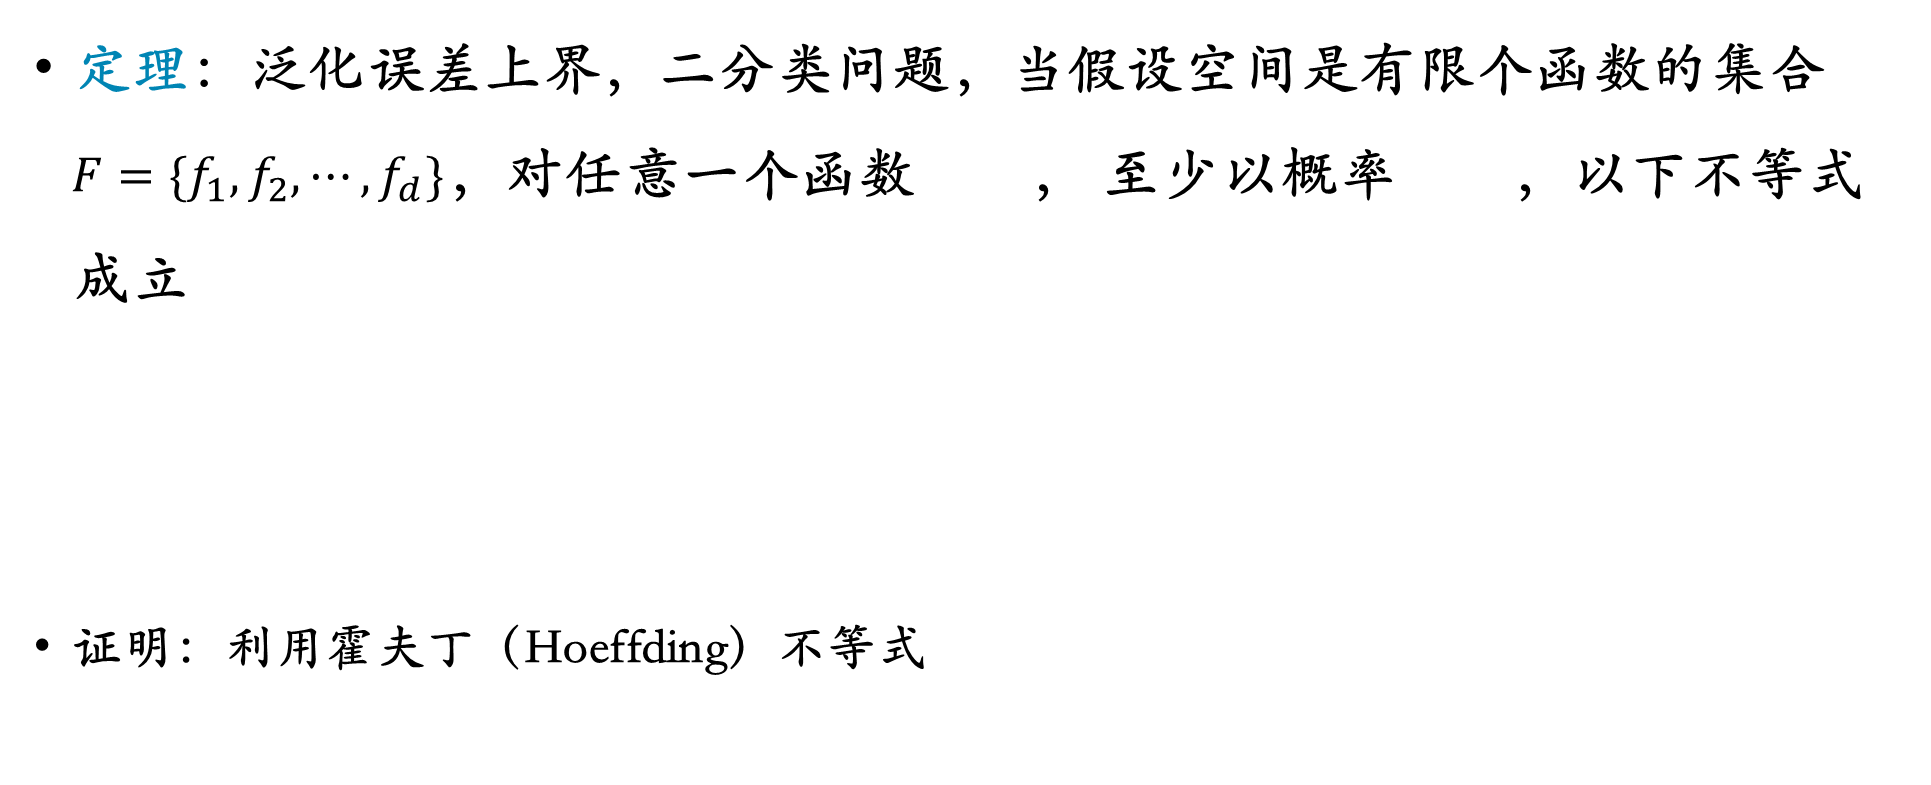 • 定理：泛化误差上界，二分类问题，当假设空间是有限个函数的集合
F = {f₁, f₂, ⋯ , f_d}，对任意一个函数 ， 至少以概率 ，以下不等式
成立
• 证明：利用霍夫丁（Hoeffding）不等式